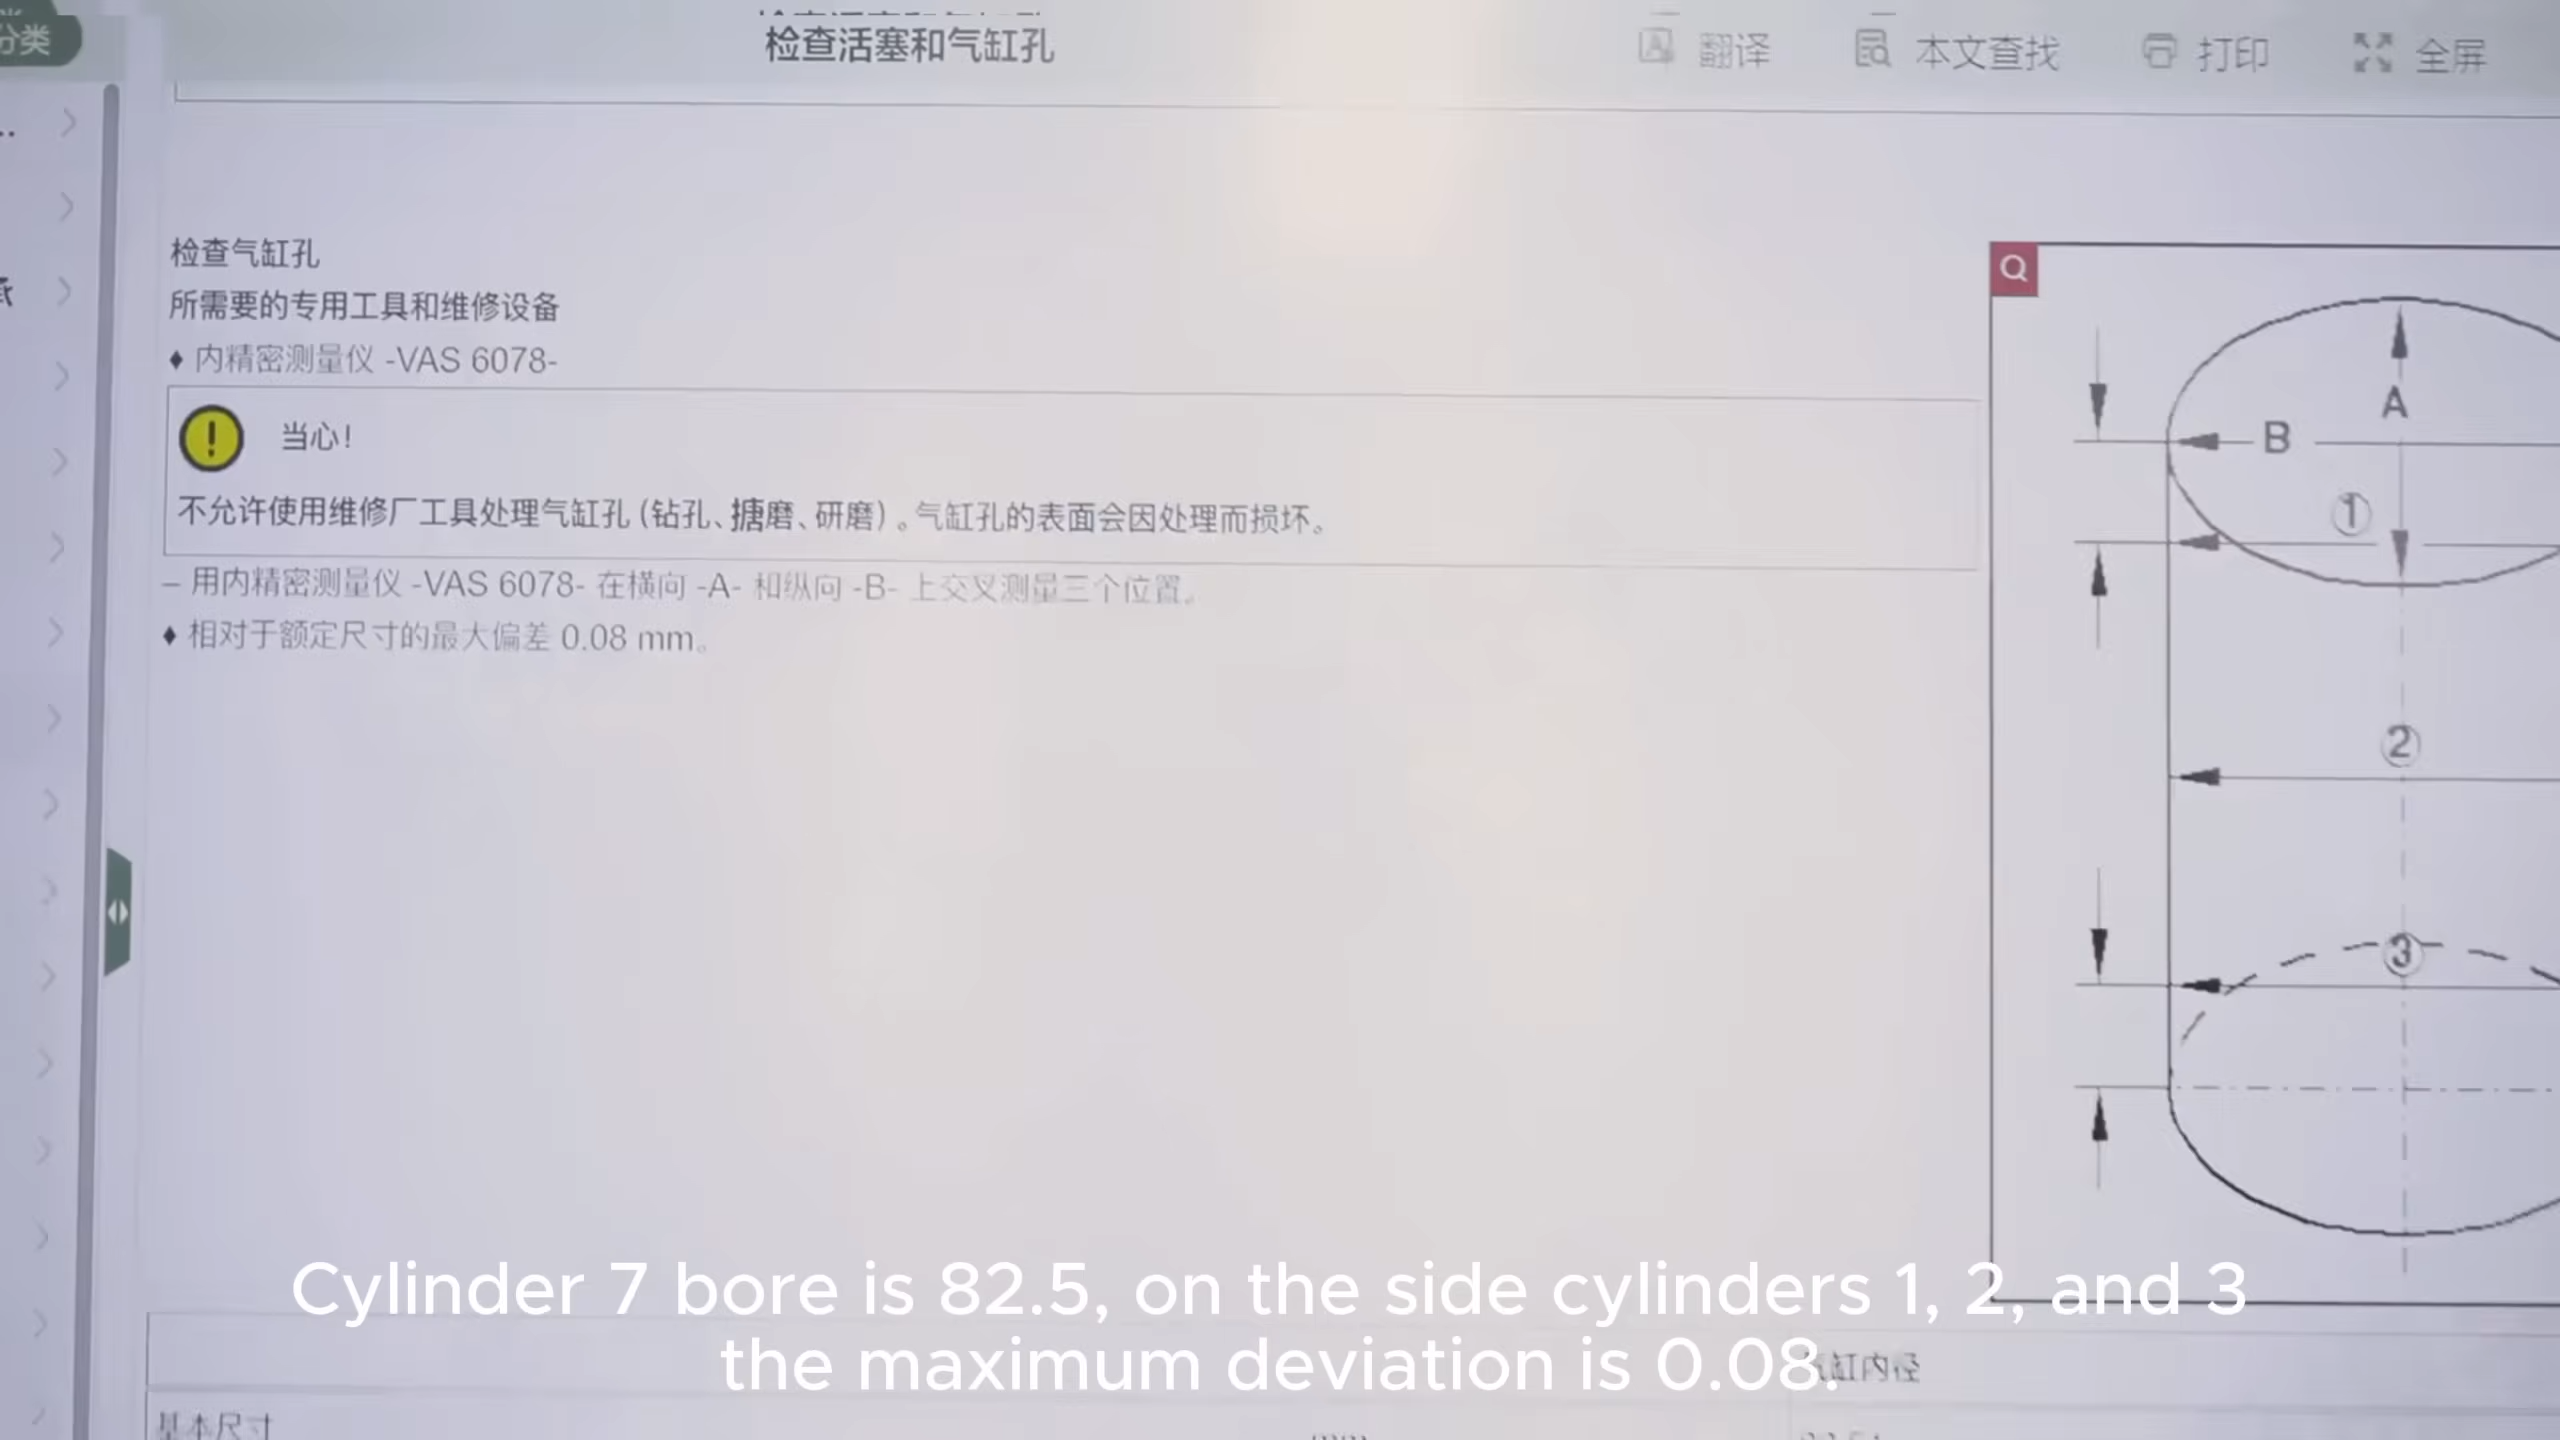 分类
检查活塞和气缸孔
翻译
本文查找
打印
全屏
检查气缸孔
所需要的专用工具和维修设备
♦ 内精密测量仪 -VAS 6078-
当心!
不允许使用维修厂工具处理气缸孔(钻孔、搪磨、研磨)。气缸孔的表面会因处理而损坏。
– 用内精密测量仪 -VAS 6078- 在横向 -A- 和纵向 -B- 上交叉测量三个位置。
♦ 相对于额定尺寸的最大偏差 0.08 mm。
A
B
①
②
③
Cylinder 7 bore is 82.5, on the side cylinders 1, 2, and 3
the maximum deviation is 0.08.
缸内径
基本尺寸